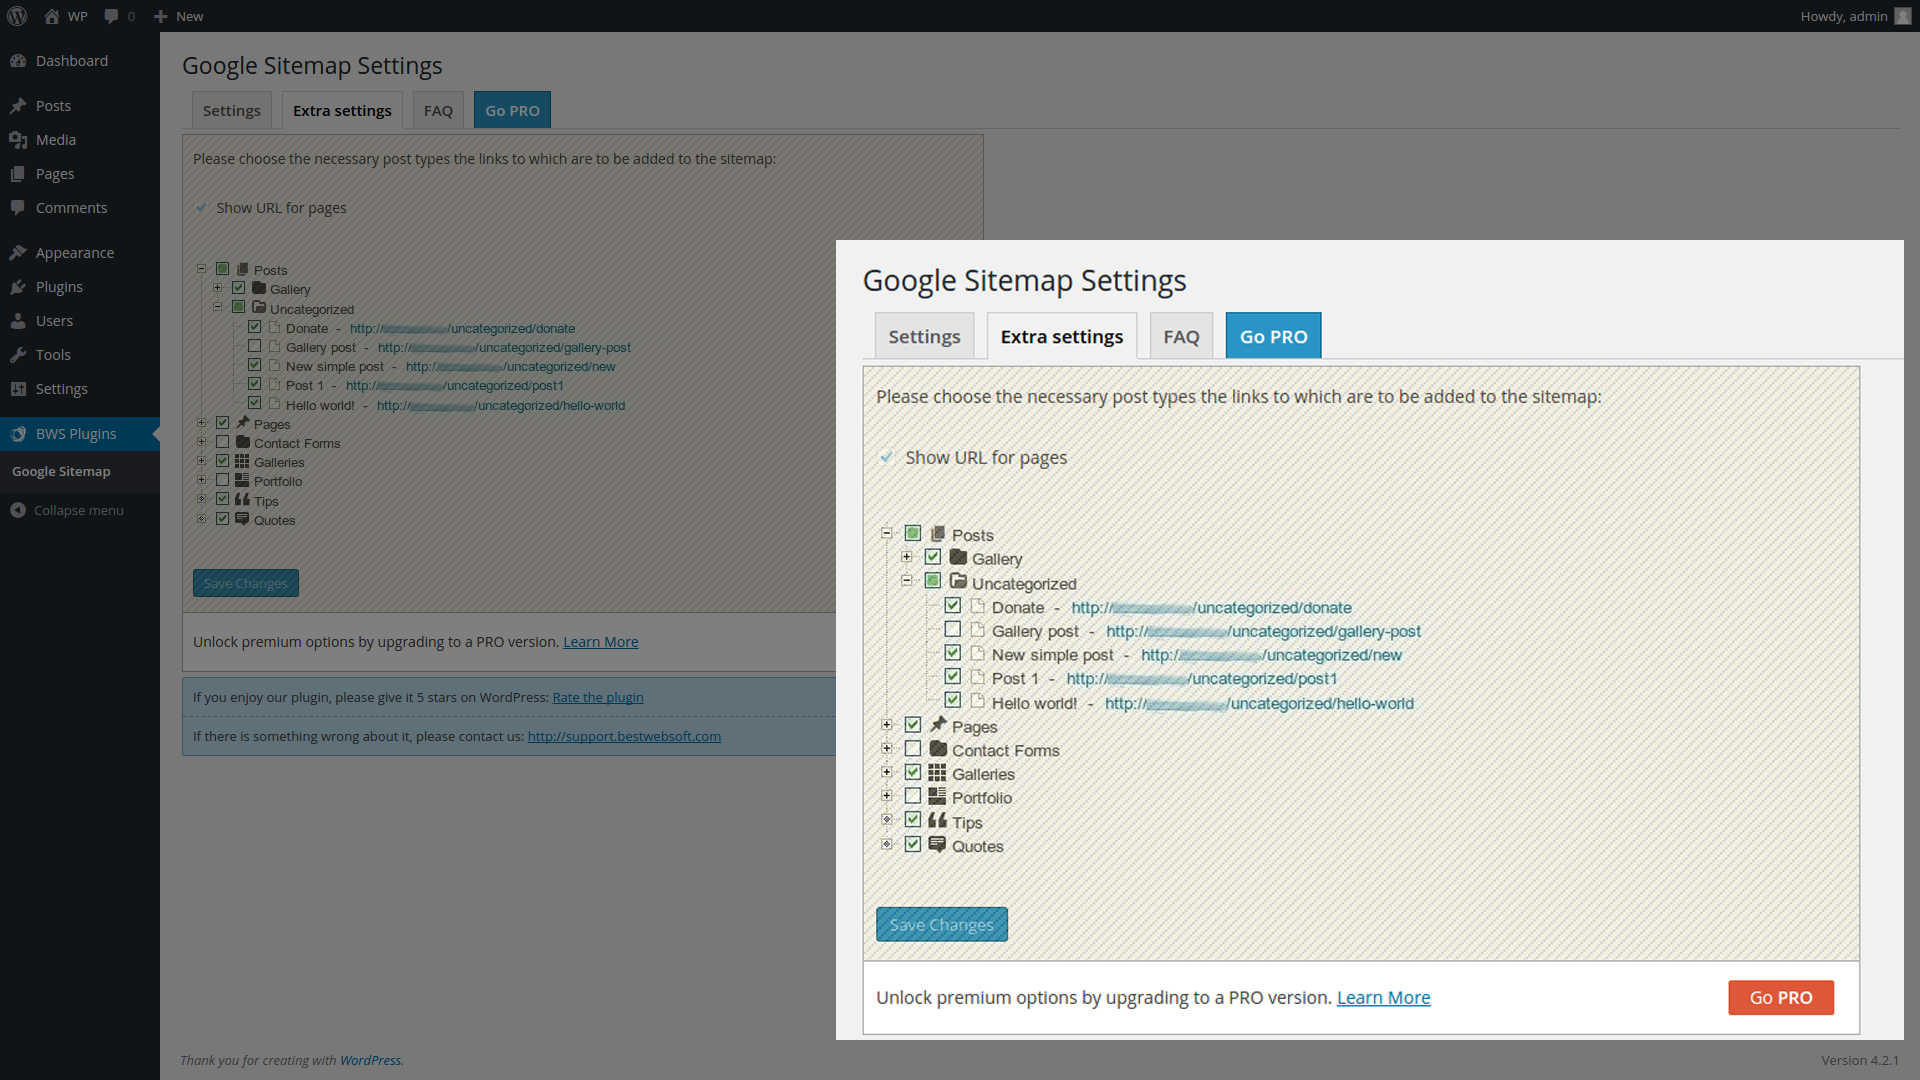 WP 0 New Howdy, admin
Dashboard
Posts
Media
Pages
Comments
Appearance
Plugins
Users
Tools
Settings
BWS Plugins
Google Sitemap
Collapse menu
Google Sitemap Settings
Settings Extra settings FAQ Go PRO
Please choose the necessary post types the links to which are to be added to the sitemap:
Show URL for pages
Posts
Gallery
Uncategorized
Donate - http:// /uncategorized/donate
Gallery post - http:// /uncategorized/gallery-post
New simple post - http:// /uncategorized/new
Post 1 - http:// /uncategorized/post1
Hello world! - http:// /uncategorized/hello-world
Pages
Contact Forms
Galleries
Portfolio
Tips
Quotes
Save Changes
Unlock premium options by upgrading to a PRO version. Learn More
If you enjoy our plugin, please give it 5 stars on WordPress: Rate the plugin
If there is something wrong about it, please contact us: http://support.bestwebsoft.com
Google Sitemap Settings
Settings Extra settings FAQ Go PRO
Please choose the necessary post types the links to which are to be added to the sitemap:
Show URL for pages
Posts
Gallery
Uncategorized
Donate - http:// /uncategorized/donate
Gallery post - http:// /uncategorized/gallery-post
New simple post - http:// /uncategorized/new
Post 1 - http:// /uncategorized/post1
Hello world! - http:// /uncategorized/hello-world
Pages
Contact Forms
Galleries
Portfolio
Tips
Quotes
Save Changes
Unlock premium options by upgrading to a PRO version. Learn More Go PRO
Thank you for creating with WordPress. Version 4.2.1